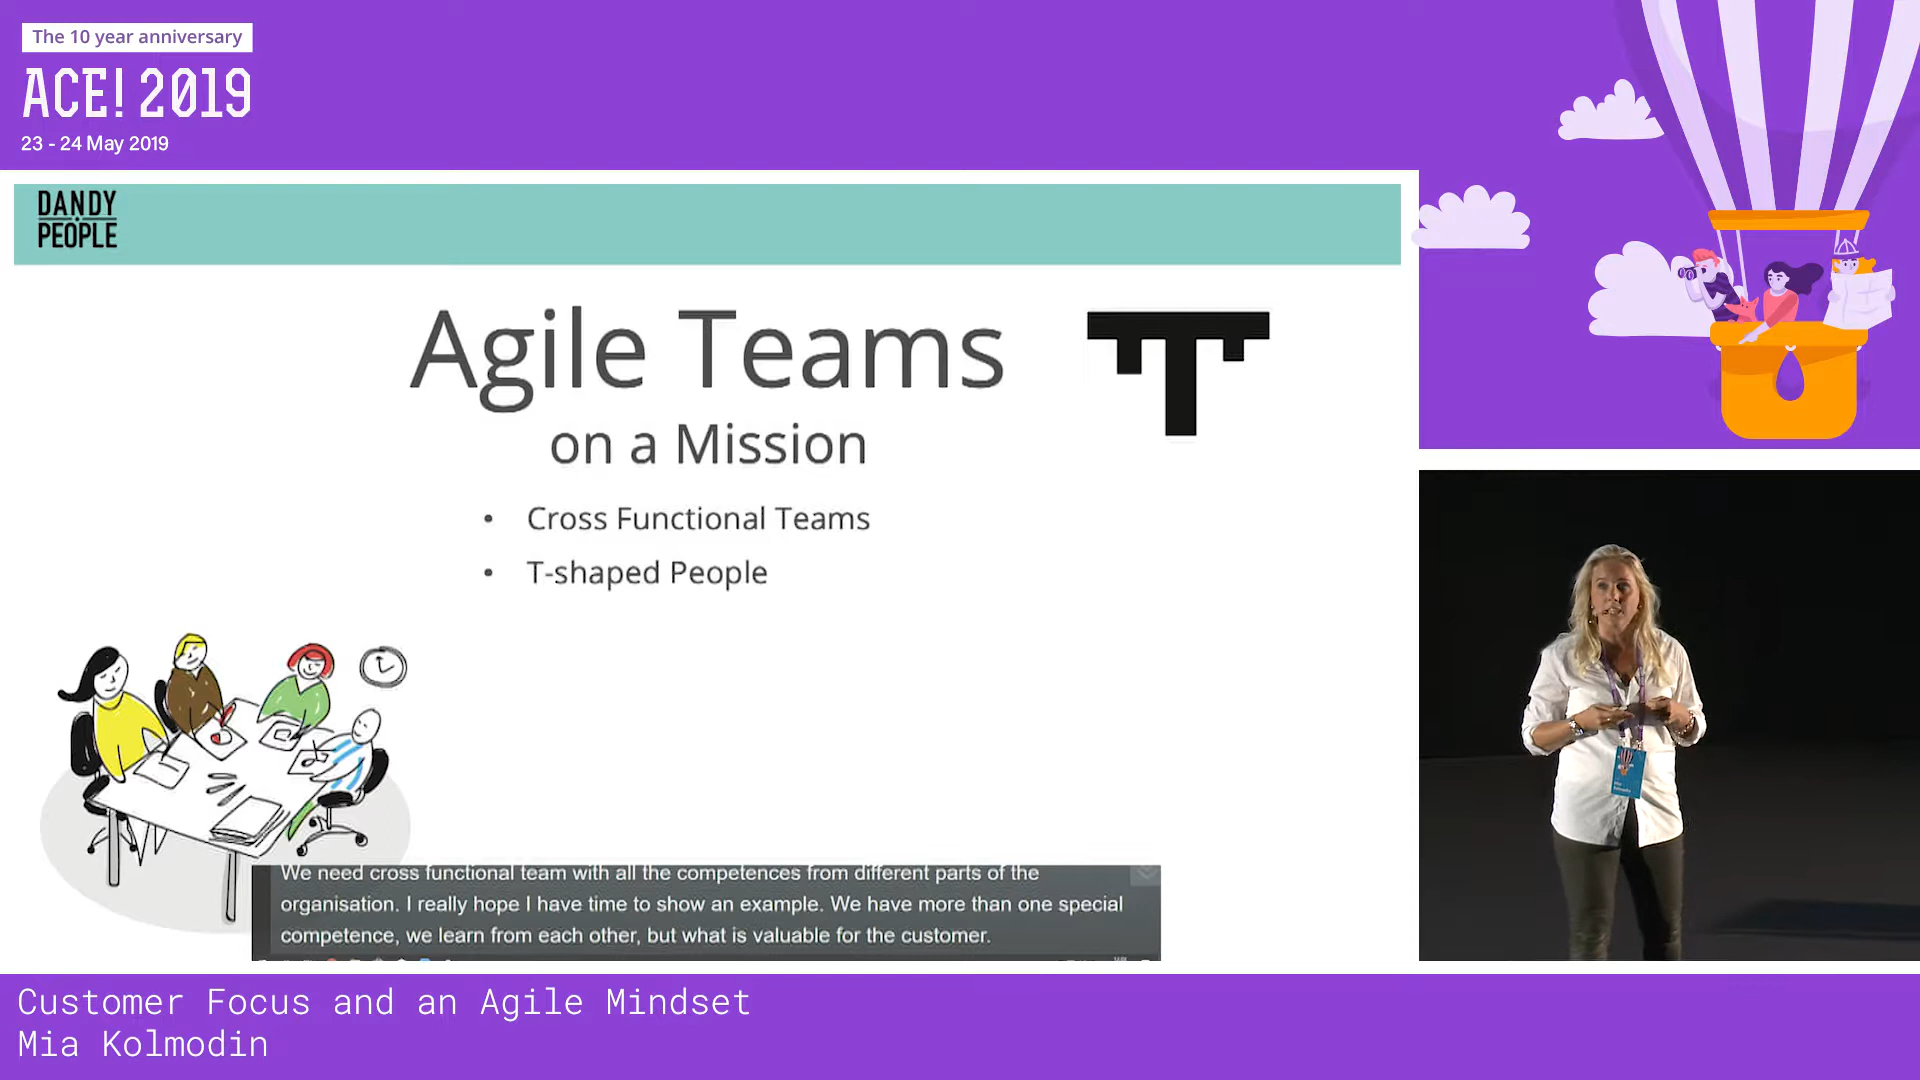 The 10 year anniversary
ACE! 2019
23 - 24 May 2019
DANDY
PEOPLE
Agile Teams
on a Mission
• Cross Functional Teams
• T-shaped People
We need cross functional team with all the competences from different parts of the
organisation. I really hope I have time to show an example. We have more than one special
competence, we learn from each other, but what is valuable for the customer.
Customer Focus and an Agile Mindset
Mia Kolmodin